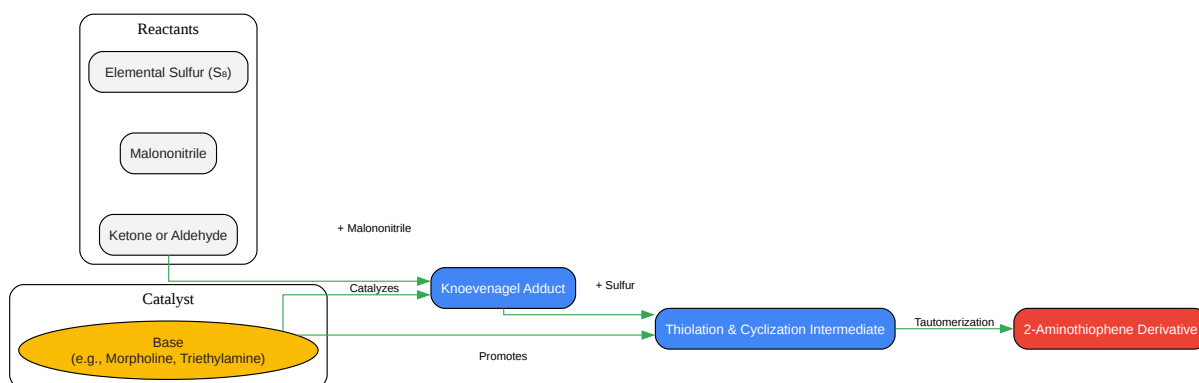 Reactants
Elemental Sulfur (S₈)
Malononitrile
Ketone or Aldehyde
+ Malononitrile
Catalyst
Base
(e.g., Morpholine, Triethylamine)
Catalyzes
Knoevenagel Adduct
+ Sulfur
Promotes
Thiolation & Cyclization Intermediate
Tautomerization
2-Aminothiophene Derivative